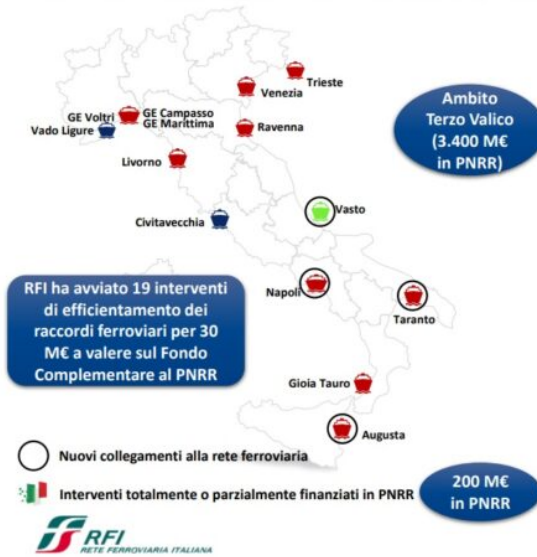 Trieste
Venezia
GE Voltri
GE Campasso
GE Marittima
Vado Ligure
Ravenna
Livorno
Ambito
Terzo Valico
(3.400 M€
in PNRR)
Civitavecchia
Vasto
RFI ha avviato 19 interventi
di efficientamento dei
raccordi ferroviari per 30
M€ a valere sul Fondo
Complementare al PNRR
Napoli
Taranto
Gioia Tauro
Augusta
Nuovi collegamenti alla rete ferroviaria
Interventi totalmente o parzialmente finanziati in PNRR
200 M€
in PNRR
RFI
RETE FERROVIARIA ITALIANA